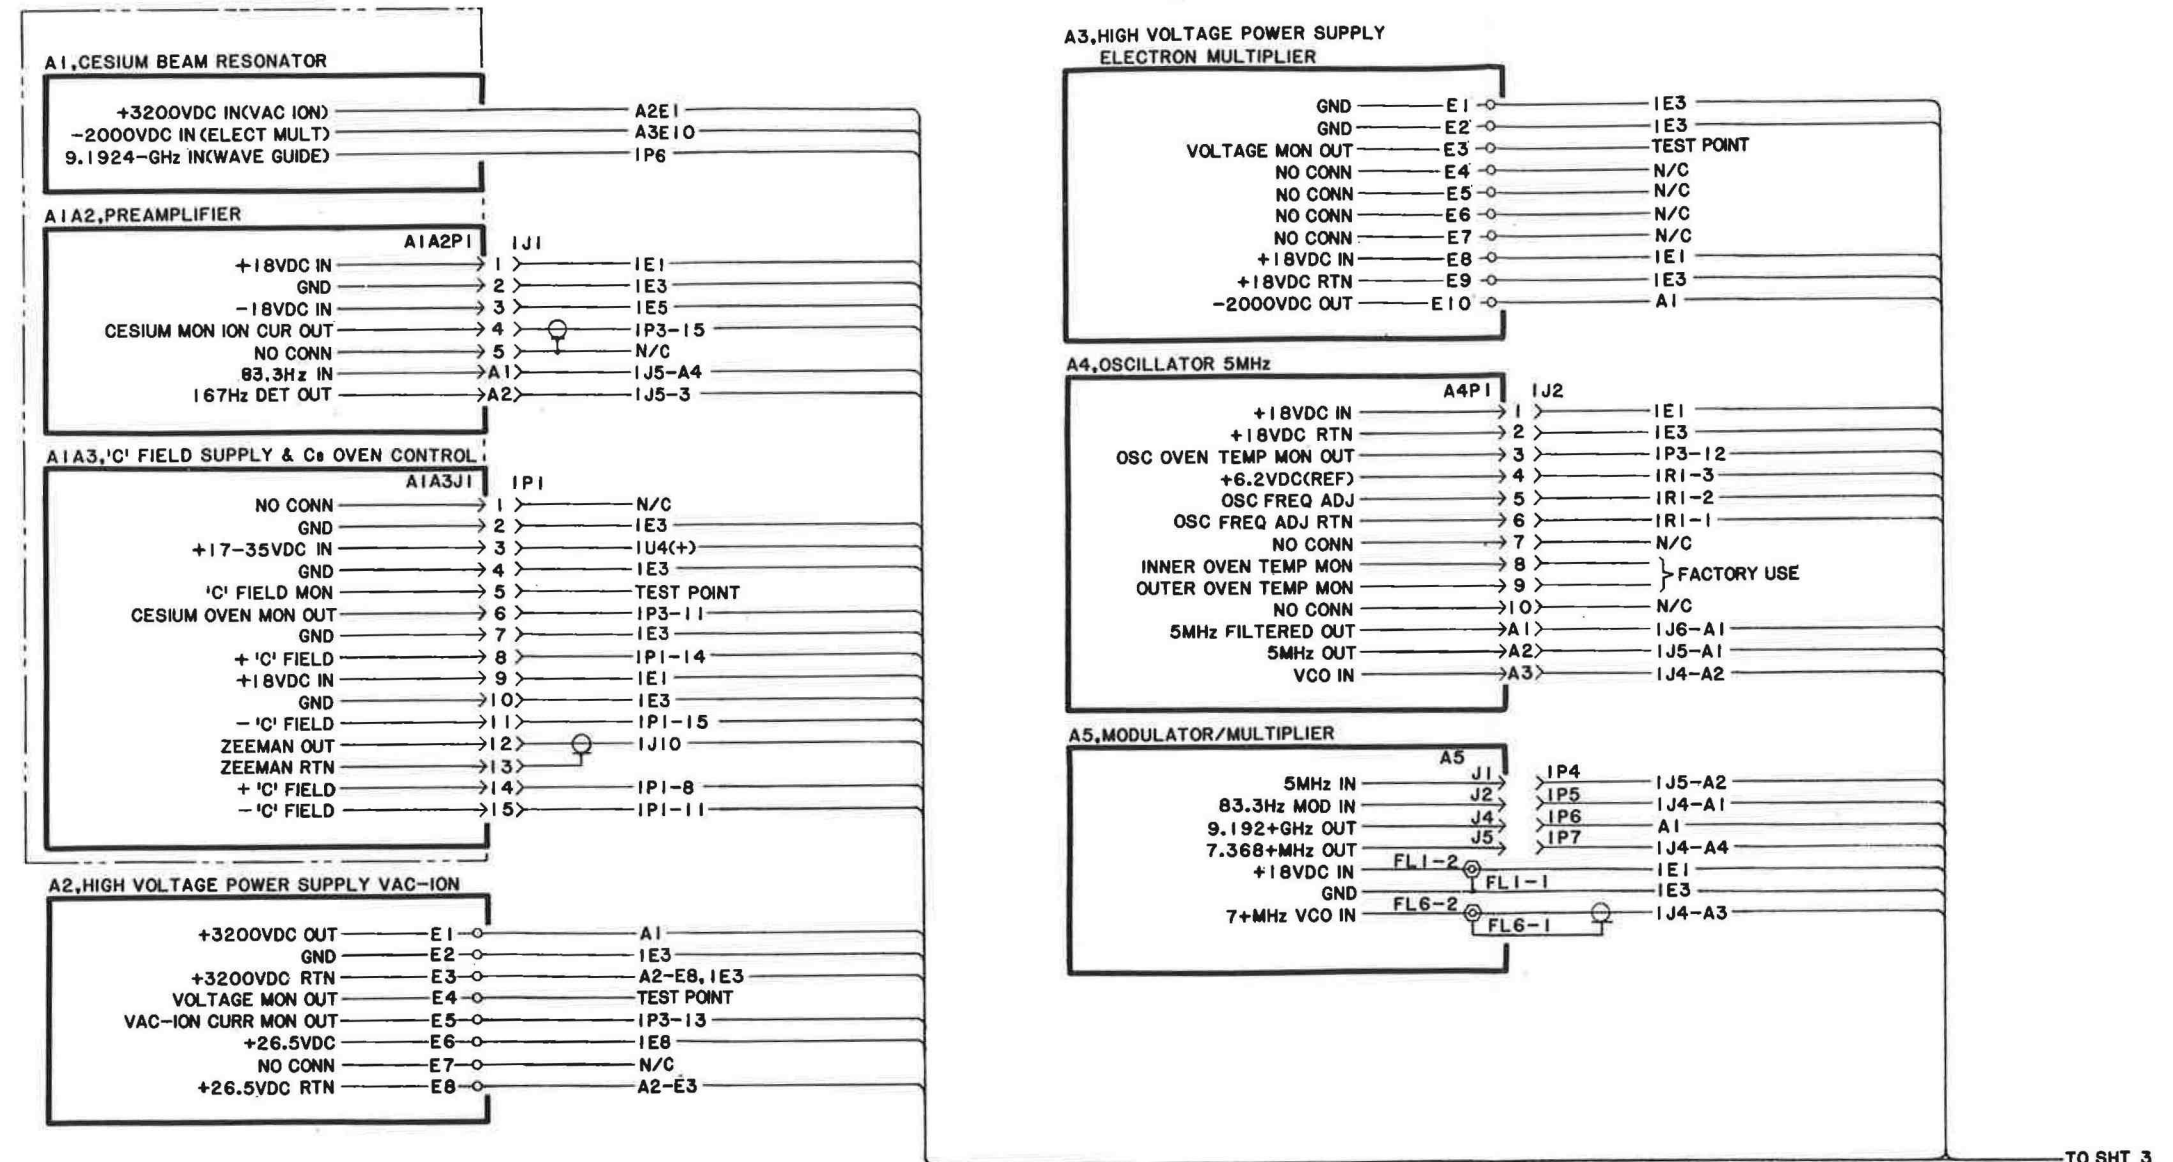 A1,CESIUM BEAM RESONATOR
+3200VDC IN(VAC ION) A2E1
-2000VDC IN(ELECT MULT) A3E10
9.1924-GHz IN(WAVE GUIDE) 1P6
A1A2,PREAMPLIFIER
A1A2P1 1J1
+18VDC IN 1 1E1
GND 2 1E3
-18VDC IN 3 1E5
CESIUM MON ION CUR OUT 4 1P3-15
NO CONN 5 N/C
83.3Hz IN A1 1J5-A4
167Hz DET OUT A2 1J5-3
A1A3,'C' FIELD SUPPLY & Cs OVEN CONTROL
A1A3J1 1P1
NO CONN 1 N/C
GND 2 1E3
+17-35VDC IN 3 1U4(+)
GND 4 1E3
'C' FIELD MON 5 TEST POINT
CESIUM OVEN MON OUT 6 1P3-11
GND 7 1E3
+ 'C' FIELD 8 1P1-14
+18VDC IN 9 1E1
GND 10 1E3
- 'C' FIELD 11 1P1-15
ZEEMAN OUT 12 1J10
ZEEMAN RTN 13
+ 'C' FIELD 14 1P1-8
- 'C' FIELD 15 1P1-11
A2,HIGH VOLTAGE POWER SUPPLY VAC-ION
+3200VDC OUT E1 A1
GND E2 1E3
+3200VDC RTN E3 A2-E8, 1E3
VOLTAGE MON OUT E4 TEST POINT
VAC-ION CURR MON OUT E5 1P3-13
+26.5VDC E6 1E8
NO CONN E7 N/C
+26.5VDC RTN E8 A2-E3
A3,HIGH VOLTAGE POWER SUPPLY
ELECTRON MULTIPLIER
GND E1 1E3
GND E2 1E3
VOLTAGE MON OUT E3 TEST POINT
NO CONN E4 N/C
NO CONN E5 N/C
NO CONN E6 N/C
NO CONN E7 N/C
+18VDC IN E8 1E1
+18VDC RTN E9 1E3
-2000VDC OUT E10 A1
A4,OSCILLATOR 5MHz
A4P1 1J2
+18VDC IN 1 1E1
+18VDC RTN 2 1E3
OSC OVEN TEMP MON OUT 3 1P3-12
+6.2VDC(REF) 4 1R1-3
OSC FREQ ADJ 5 1R1-2
OSC FREQ ADJ RTN 6 1R1-1
NO CONN 7 N/C
INNER OVEN TEMP MON 8
FACTORY USE
OUTER OVEN TEMP MON 9
NO CONN 10 N/C
5MHz FILTERED OUT A1 1J6-A1
5MHz OUT A2 1J5-A1
VCO IN A3 1J4-A2
A5,MODULATOR/MULTIPLIER
A5
5MHz IN J1 1P4 1J5-A2
83.3Hz MOD IN J2 1P5 1J4-A1
9.192+GHz OUT J4 1P6 A1
7.368+MHz OUT J5 1P7 1J4-A4
+18VDC IN FL1-2 1E1
GND FL1-1 1E3
7+MHz VCO IN FL6-2 1J4-A3
FL6-1
TO SHT 3